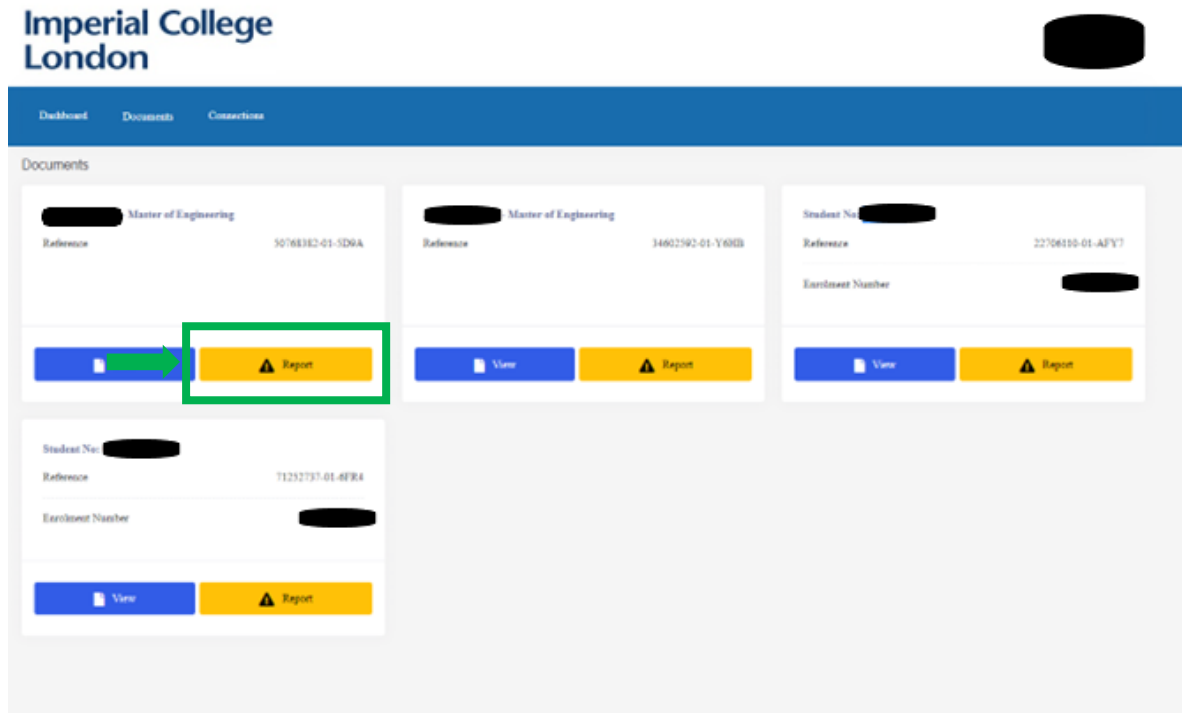 Imperial College
London
Dashboard Documents Connections
Documents
Master of Engineering
Reference 50768382-01-5D9A
Report
- Master of Engineering
Reference
View Report
Student No:
Reference 22706110-01-AFY7
Enrolment Number
View Report
Student No:
Reference 71252737-01-6FR4
Enrolment Number
View Report